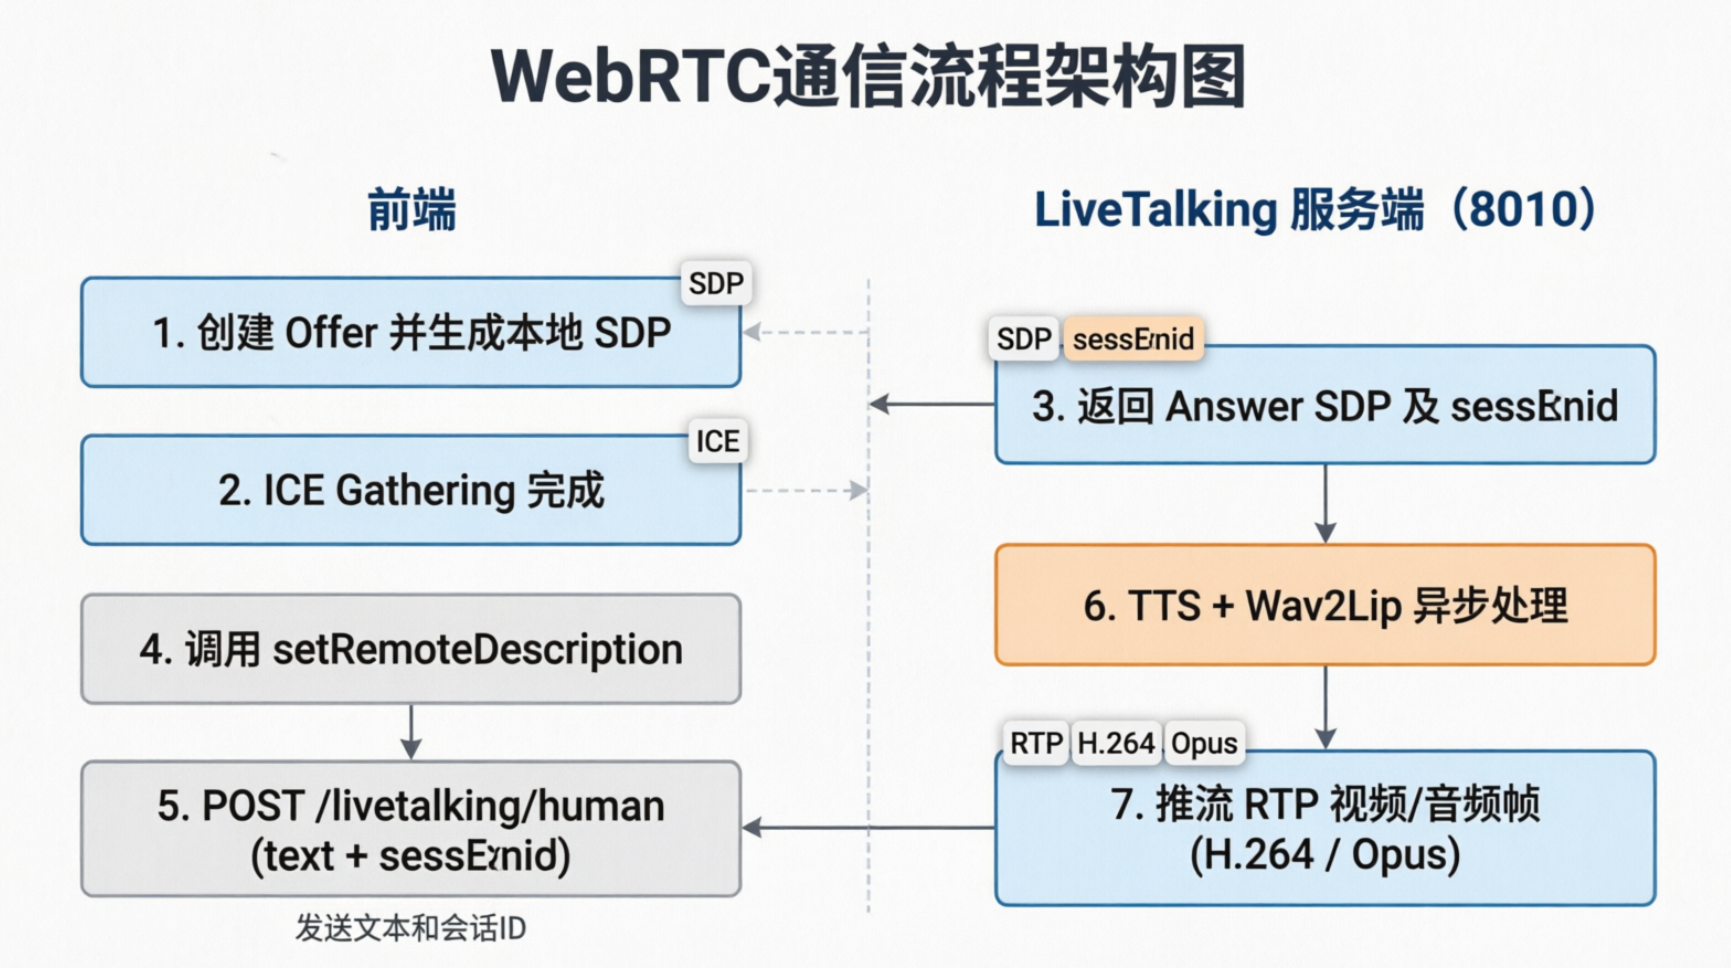 WebRTC通信流程架构图
前端
LiveTalking 服务端（8010）
SDP
1. 创建 Offer 并生成本地 SDP
ICE
2. ICE Gathering 完成
SDP
3. 返回 Answer SDP 及
4. 调用 setRemoteDescription
5. POST /livetalking/human
(text +
发送文本和会话ID
6. TTS + Wav2Lip 异步处理
RTP H.264 Opus
7. 推流 RTP 视频/音频帧
(H.264 / Opus)